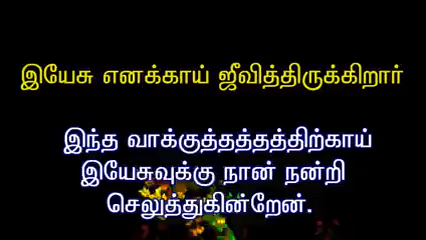 இயேசு எனக்காய் ஜீவித்திருக்கிறார்
இந்த வாக்குத்தத்தத்திற்காய்
இயேசுவுக்கு நான் நன்றி
செலுத்துகின்றேன்.